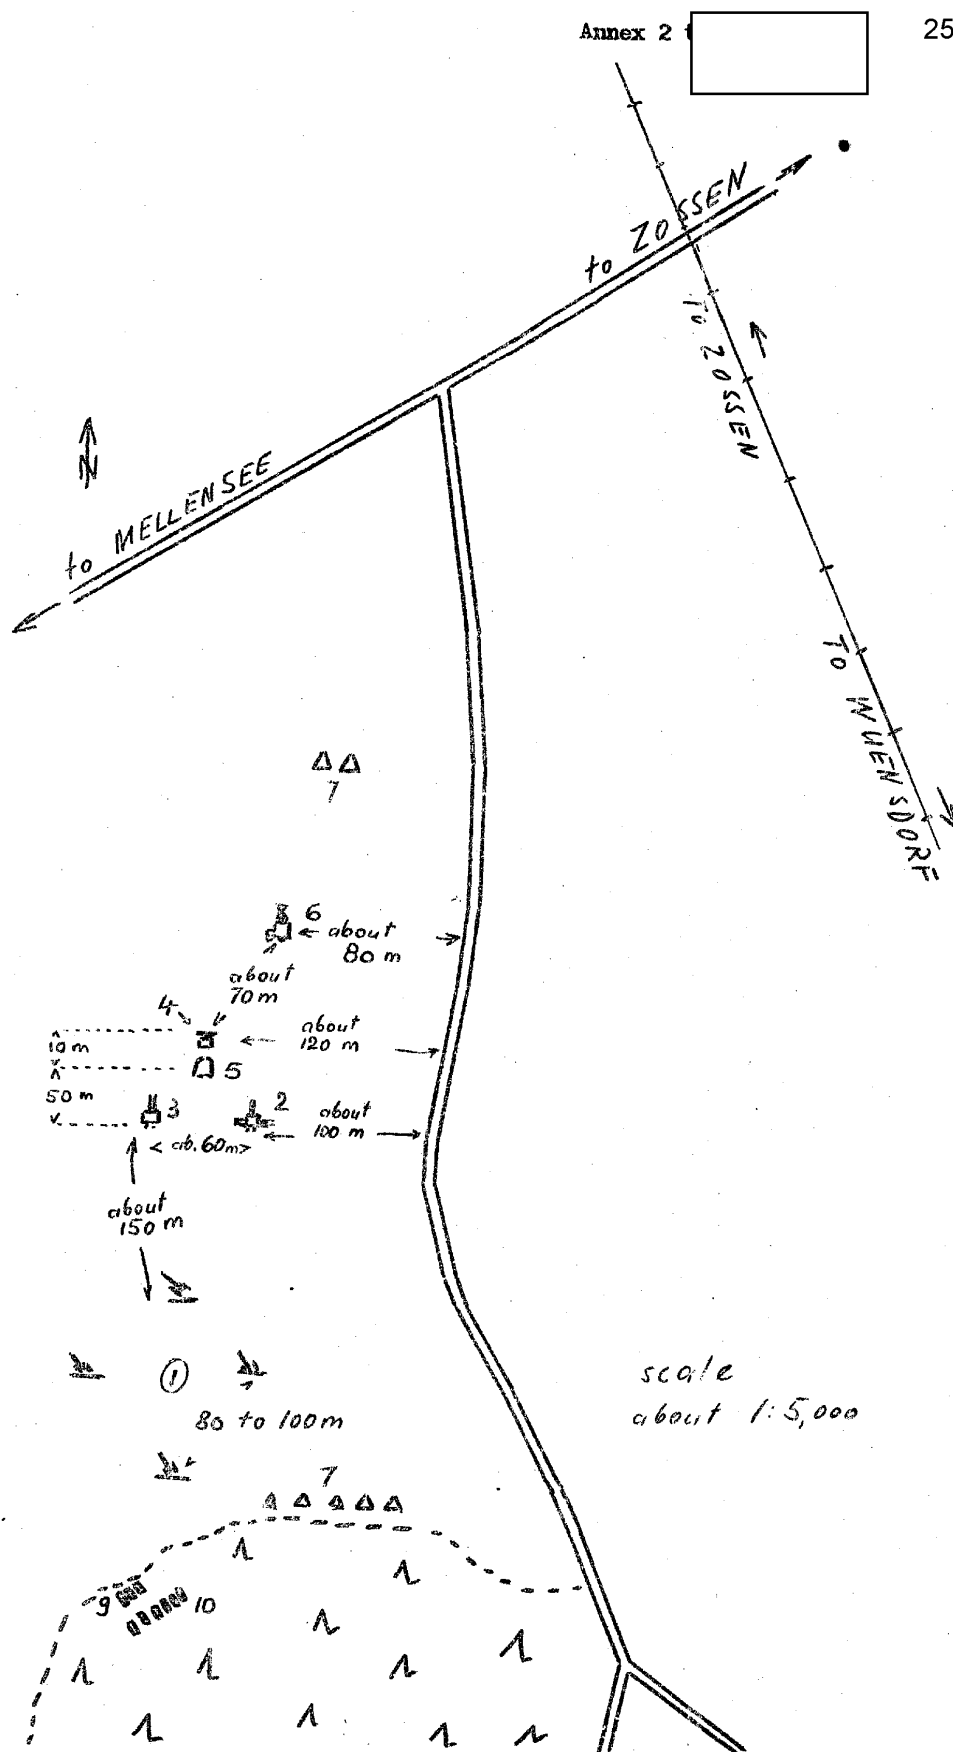 Annex 2 t
25
to ZOSSEN
To ZOSSEN
N
to MELLENSEE
TO WUENSDORF
7
6
about
80 m
about
70 m
4
about
120 m
10 m
5
50 m
3
2
about
100 m
ab. 60m
about
150 m
1
80 to 100m
scale
about 1:5,000
7
9
10